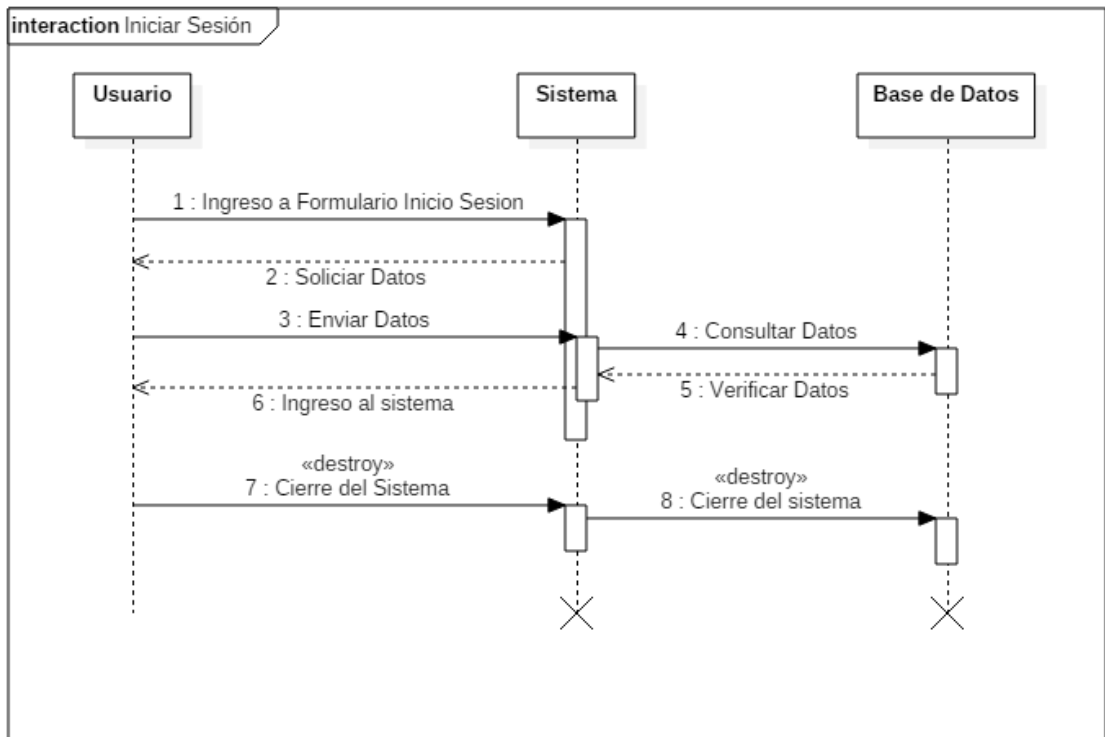 interaction Iniciar Sesión
Usuario
Sistema
Base de Datos
1 : Ingreso a Formulario Inicio Sesion
2 : Soliciar Datos
3 : Enviar Datos
4 : Consultar Datos
5 : Verificar Datos
6 : Ingreso al sistema
«destroy»
7 : Cierre del Sistema
«destroy»
8 : Cierre del sistema